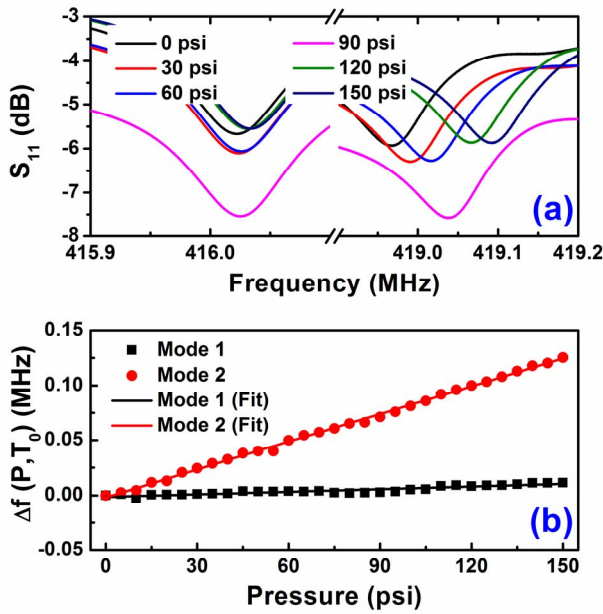 -3
-4
-5
-6
-7
-8
S11 (dB)
0 psi
30 psi
60 psi
90 psi
120 psi
150 psi
(a)
415.9 416.0 419.0 419.1 419.2
Frequency (MHz)
0.15
0.10
0.05
0.00
-0.05
Δf (P,T0) (MHz)
Mode 1
Mode 2
Mode 1 (Fit)
Mode 2 (Fit)
(b)
0 30 60 90 120 150
Pressure (psi)